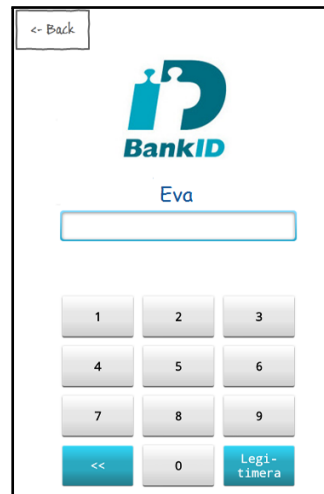 <- Back
BankID
Eva
1 2 3
4 5 6
7 8 9
<< 0 Legi-
timera